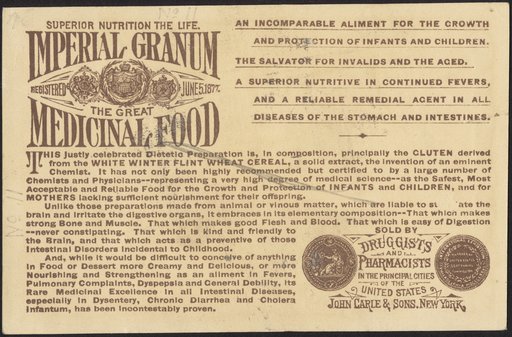 SUPERIOR NUTRITION THE LIFE.
IMPERIAL GRANUM
REGISTERED JUNE 5, 1877.
THE GREAT
MEDICINAL FOOD
AN INCOMPARABLE ALIMENT FOR THE GROWTH
AND PROTECTION OF INFANTS AND CHILDREN.
THE SALVATOR FOR INVALIDS AND THE AGED.
A SUPERIOR NUTRITIVE IN CONTINUED FEVERS,
AND A RELIABLE REMEDIAL AGENT IN ALL
DISEASES OF THE STOMACH AND INTESTINES.
THIS justly celebrated Dietetic Preparation is, in composition, principally the GLUTEN derived
from the WHITE WINTER FLINT WHEAT CEREAL, a solid extract, the invention of an eminent
Chemist. It has not only been highly recommended but certified to by a large number of
Chemists and Physicians--representing a very high degree of medical science--as the Safest, Most
Acceptable and Reliable Food for the Growth and Protection of INFANTS and CHILDREN, and for
MOTHERS lacking sufficient nourishment for their offspring.
Unlike those preparations made from animal or vinous matter, which are liable to st ate the
brain and irritate the digestive organs, it embraces in its elementary composition--That which makes
strong Bone and Muscle. That which makes good Flesh and Blood. That which is easy of Digestion
--never constipating. That which is kind and friendly to
the Brain, and that which acts as a preventive of those
Intestinal Disorders incidental to Childhood.
And, while it would be difficult to conceive of anything
in Food or Dessert more Creamy and Delicious, or more
Nourishing and Strengthening as an aliment in Fevers,
Pulmonary Complaints, Dyspepsia and General Debility, its
Rare Medicinal Excellence in all Intestinal Diseases,
especially in Dysentery, Chronic Diarrhea and Cholera
Infantum, has been incontestably proven.
SOLD BY
DRUGGISTS
AND
PHARMACISTS
IN THE PRINCIPAL CITIES
OF THE
UNITED STATES
JOHN CARLE & SONS, NEW YORK.